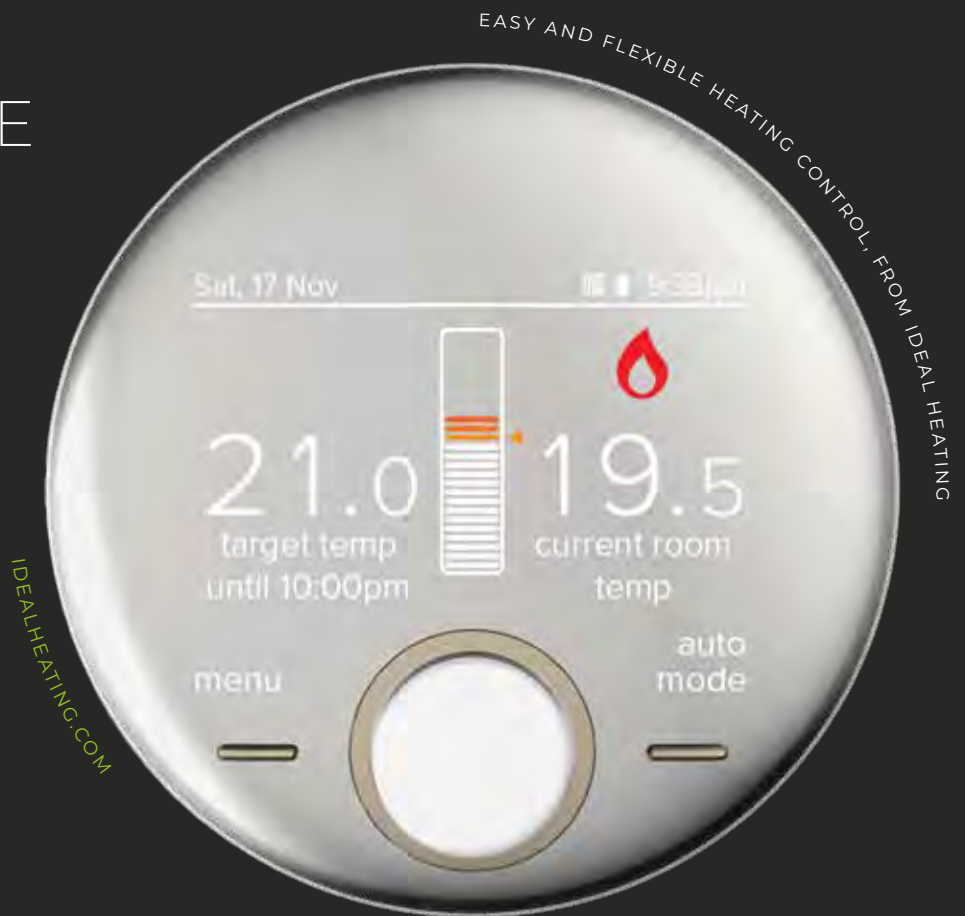 EASY AND FLEXIBLE HEATING CONTROL, FROM IDEAL HEATING
E
Sat, 17 Nov
21.0
target temp
until 10:00pm
19.5
current room
temp
menu
auto
mode
IDEALHEATING.COM